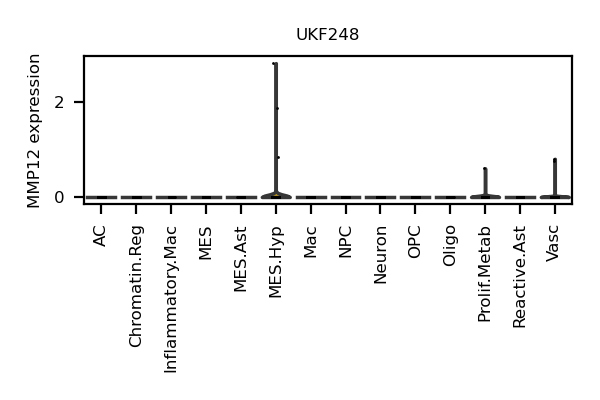 UKF248
MMP12 expression
2
0
AC
Chromatin.Reg
Inflammatory.Mac
MES
MES.Ast
MES.Hyp
Mac
NPC
Neuron
OPC
Oligo
Prolif.Metab
Reactive.Ast
Vasc